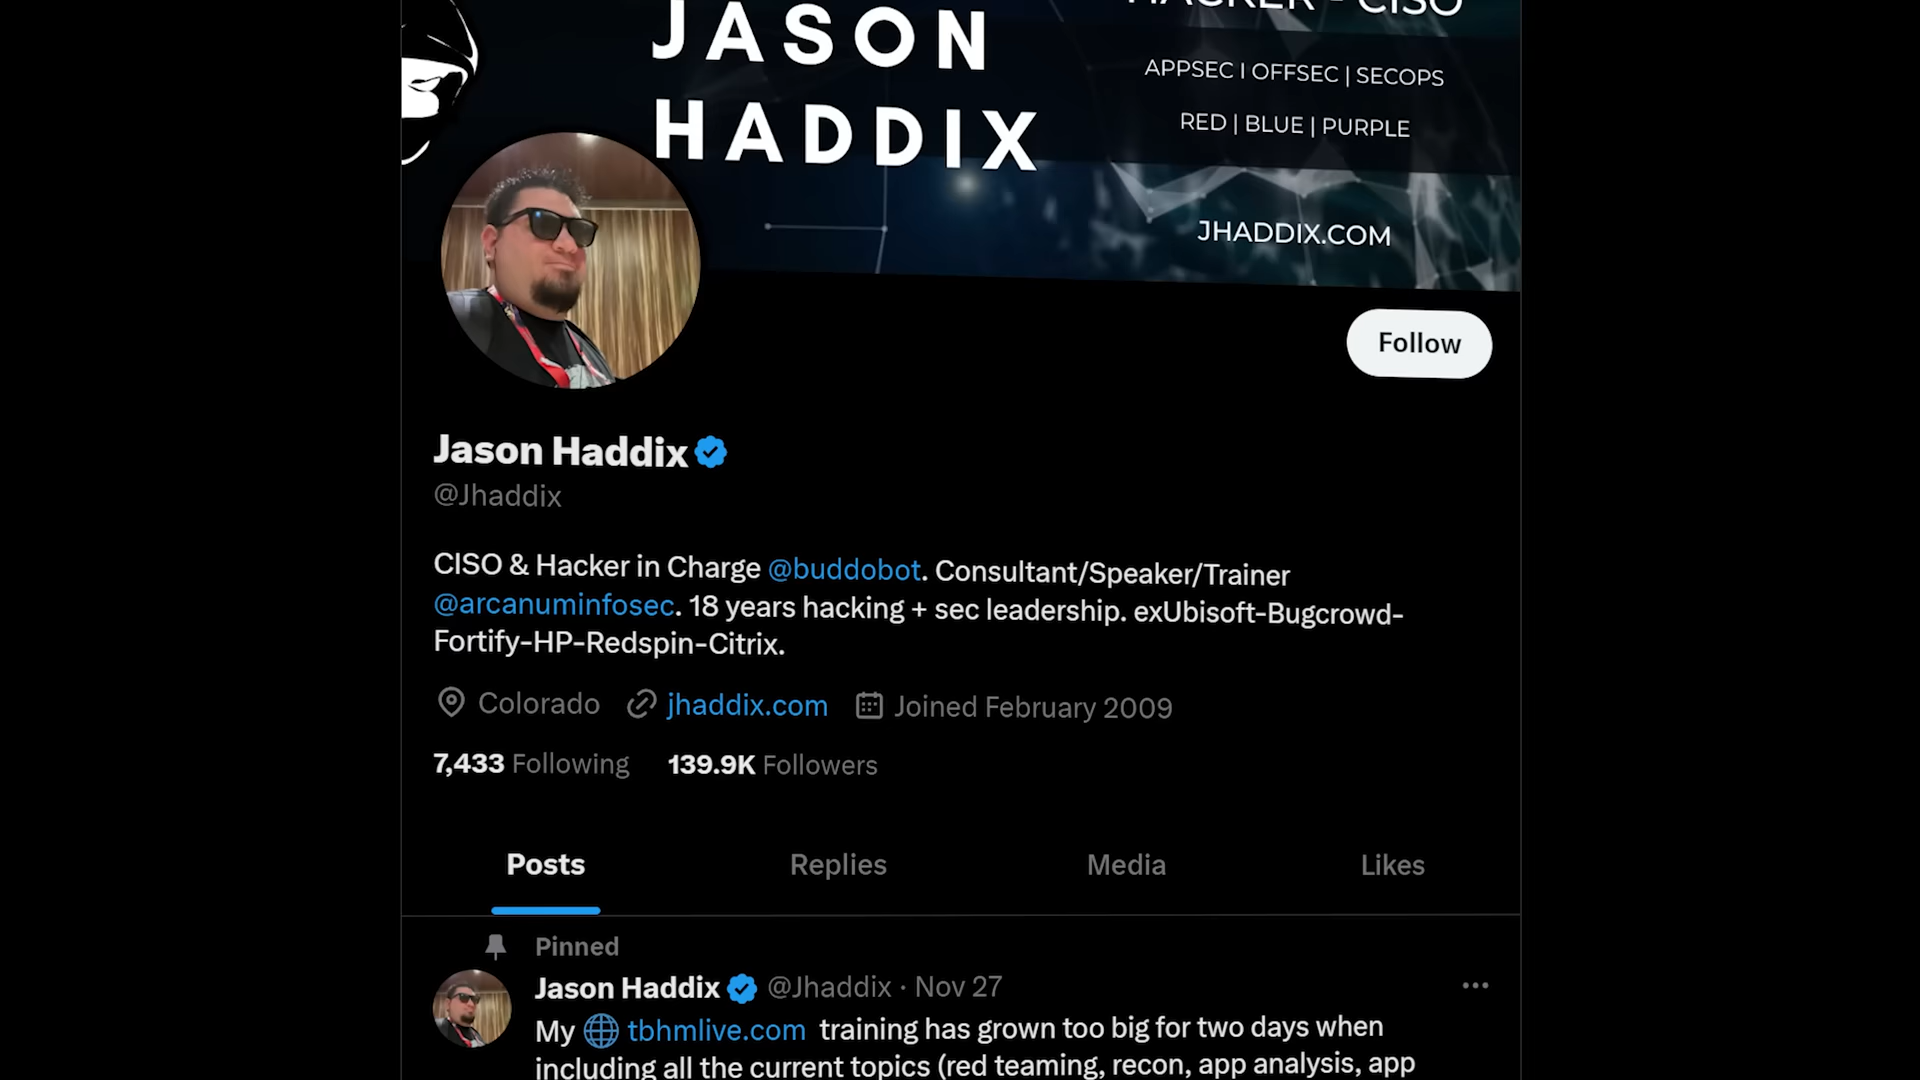 HACKER - CISO
JASON
HADDIX
APPSEC I OFFSEC | SECOPS
RED | BLUE | PURPLE
JHADDIX.COM
Follow
Jason Haddix
@Jhaddix
CISO & Hacker in Charge @buddobot. Consultant/Speaker/Trainer
@arcanuminfosec. 18 years hacking + sec leadership. exUbisoft-Bugcrowd-
Fortify-HP-Redspin-Citrix.
Colorado jhaddix.com Joined February 2009
7,433 Following 139.9K Followers
Posts Replies Media Likes
Pinned
Jason Haddix @Jhaddix · Nov 27
My tbhmlive.com training has grown too big for two days when
including all the current topics (red teaming, recon, app analysis, app